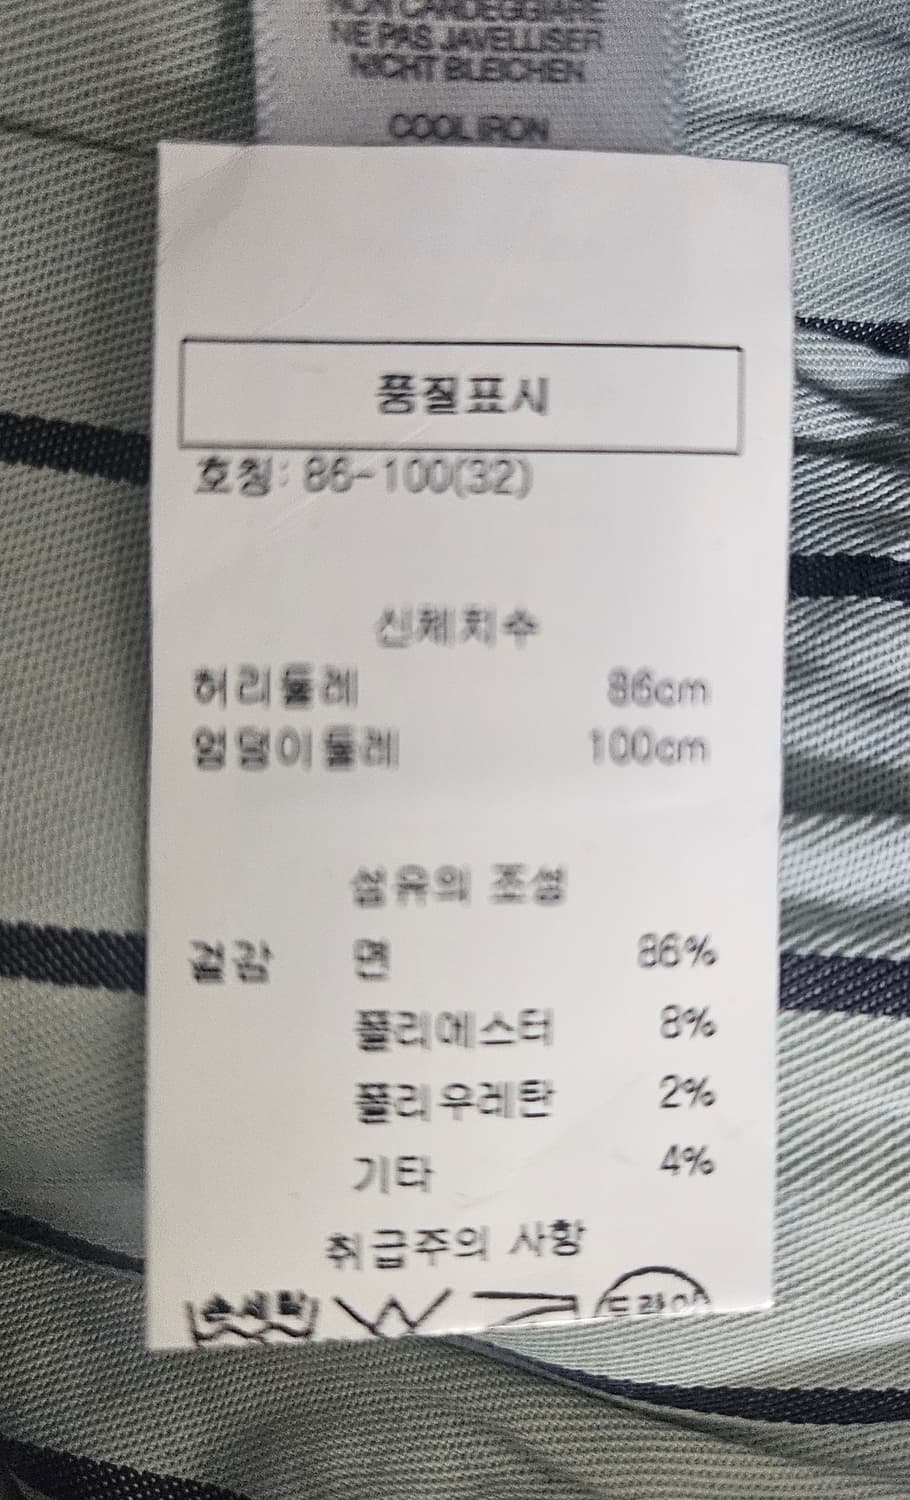 NON CANDEGGIARE
NE PAS JAVELLISER
NICHT BLEICHEN
COOL IRON
품질표시
호칭: 86-100(32)
신체치수
허리둘레 86cm
엉덩이둘레 100cm
섬유의 조성
겉감 면 86%
폴리에스터 8%
폴리우레탄 2%
기타 4%
취급주의 사항
손세탁 드라이